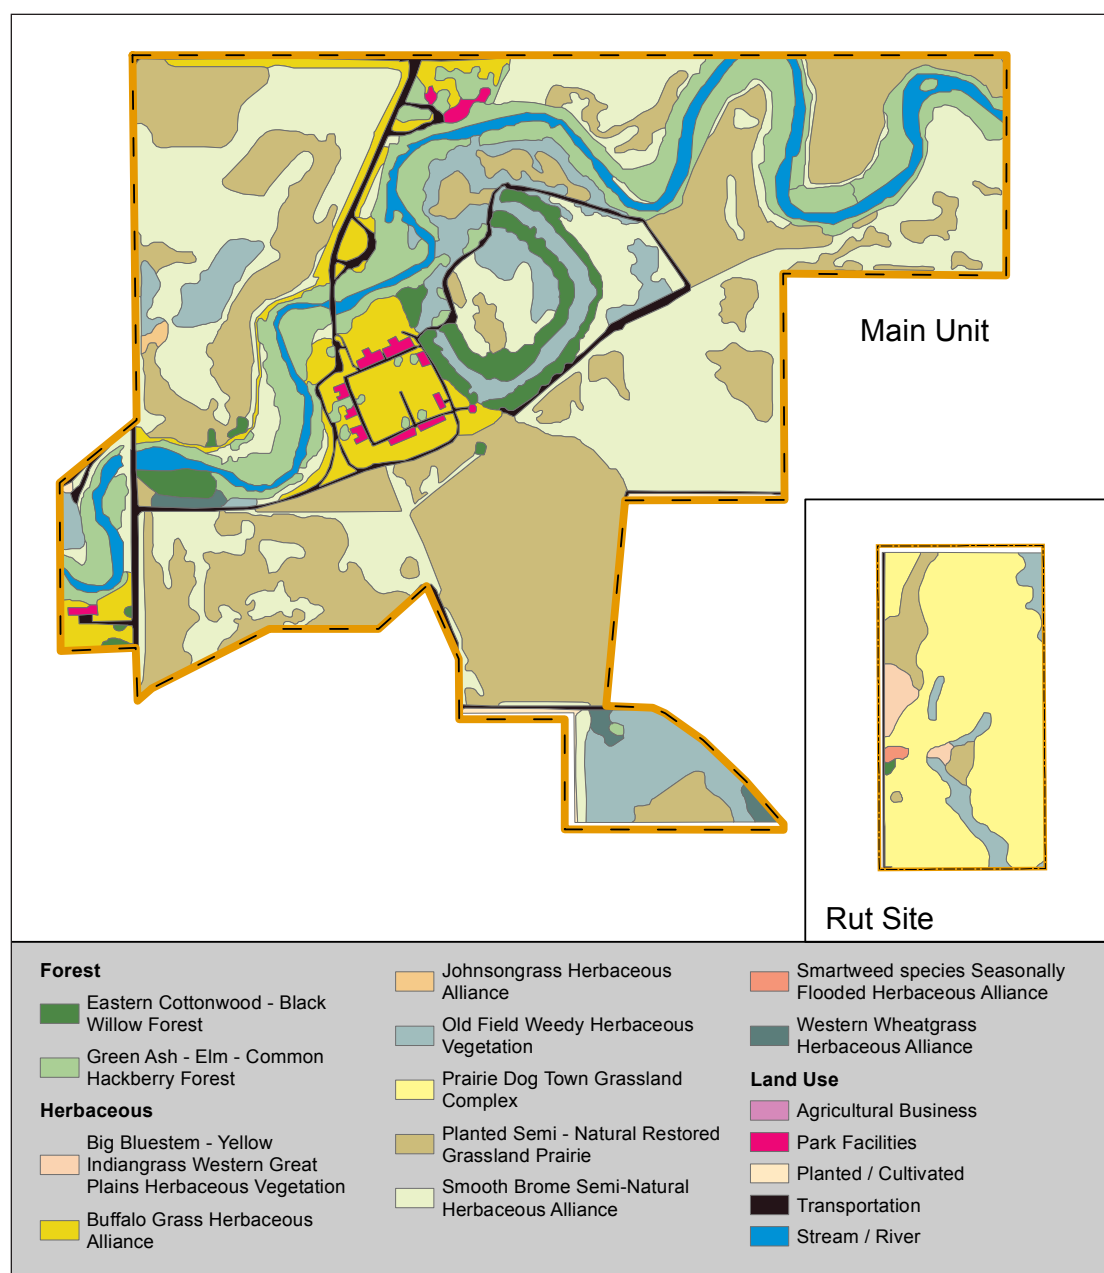 Main Unit
Rut Site
Forest
Eastern Cottonwood - Black
Willow Forest
Green Ash - Elm - Common
Hackberry Forest
Herbaceous
Big Bluestem - Yellow
Indiangrass Western Great
Plains Herbaceous Vegetation
Buffalo Grass Herbaceous
Alliance
Johnsongrass Herbaceous
Alliance
Old Field Weedy Herbaceous
Vegetation
Prairie Dog Town Grassland
Complex
Planted Semi - Natural Restored
Grassland Prairie
Smooth Brome Semi-Natural
Herbaceous Alliance
Smartweed species Seasonally
Flooded Herbaceous Alliance
Western Wheatgrass
Herbaceous Alliance
Land Use
Agricultural Business
Park Facilities
Planted / Cultivated
Transportation
Stream / River